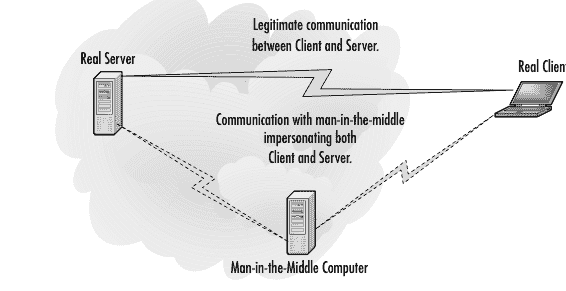 Legitimate communication
between Client and Server.
Real Server
Real Clien
Communication with man-in-the-middle
impersonating both
Client and Server.
Man-in-the-Middle Computer